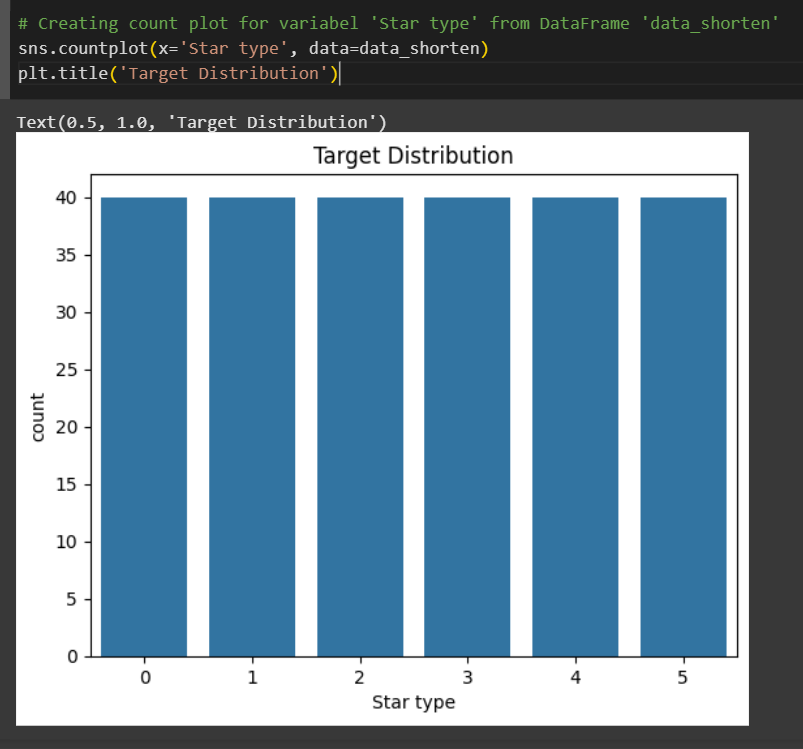 # Creating count plot for variabel 'Star type' from DataFrame 'data_shorten'
sns.countplot(x='Star type', data=data_shorten)
plt.title('Target Distribution')
Text(0.5, 1.0, 'Target Distribution')
Target Distribution
40
35
30
25
20
15
10
5
0
count
0 1 2 3 4 5
Star type